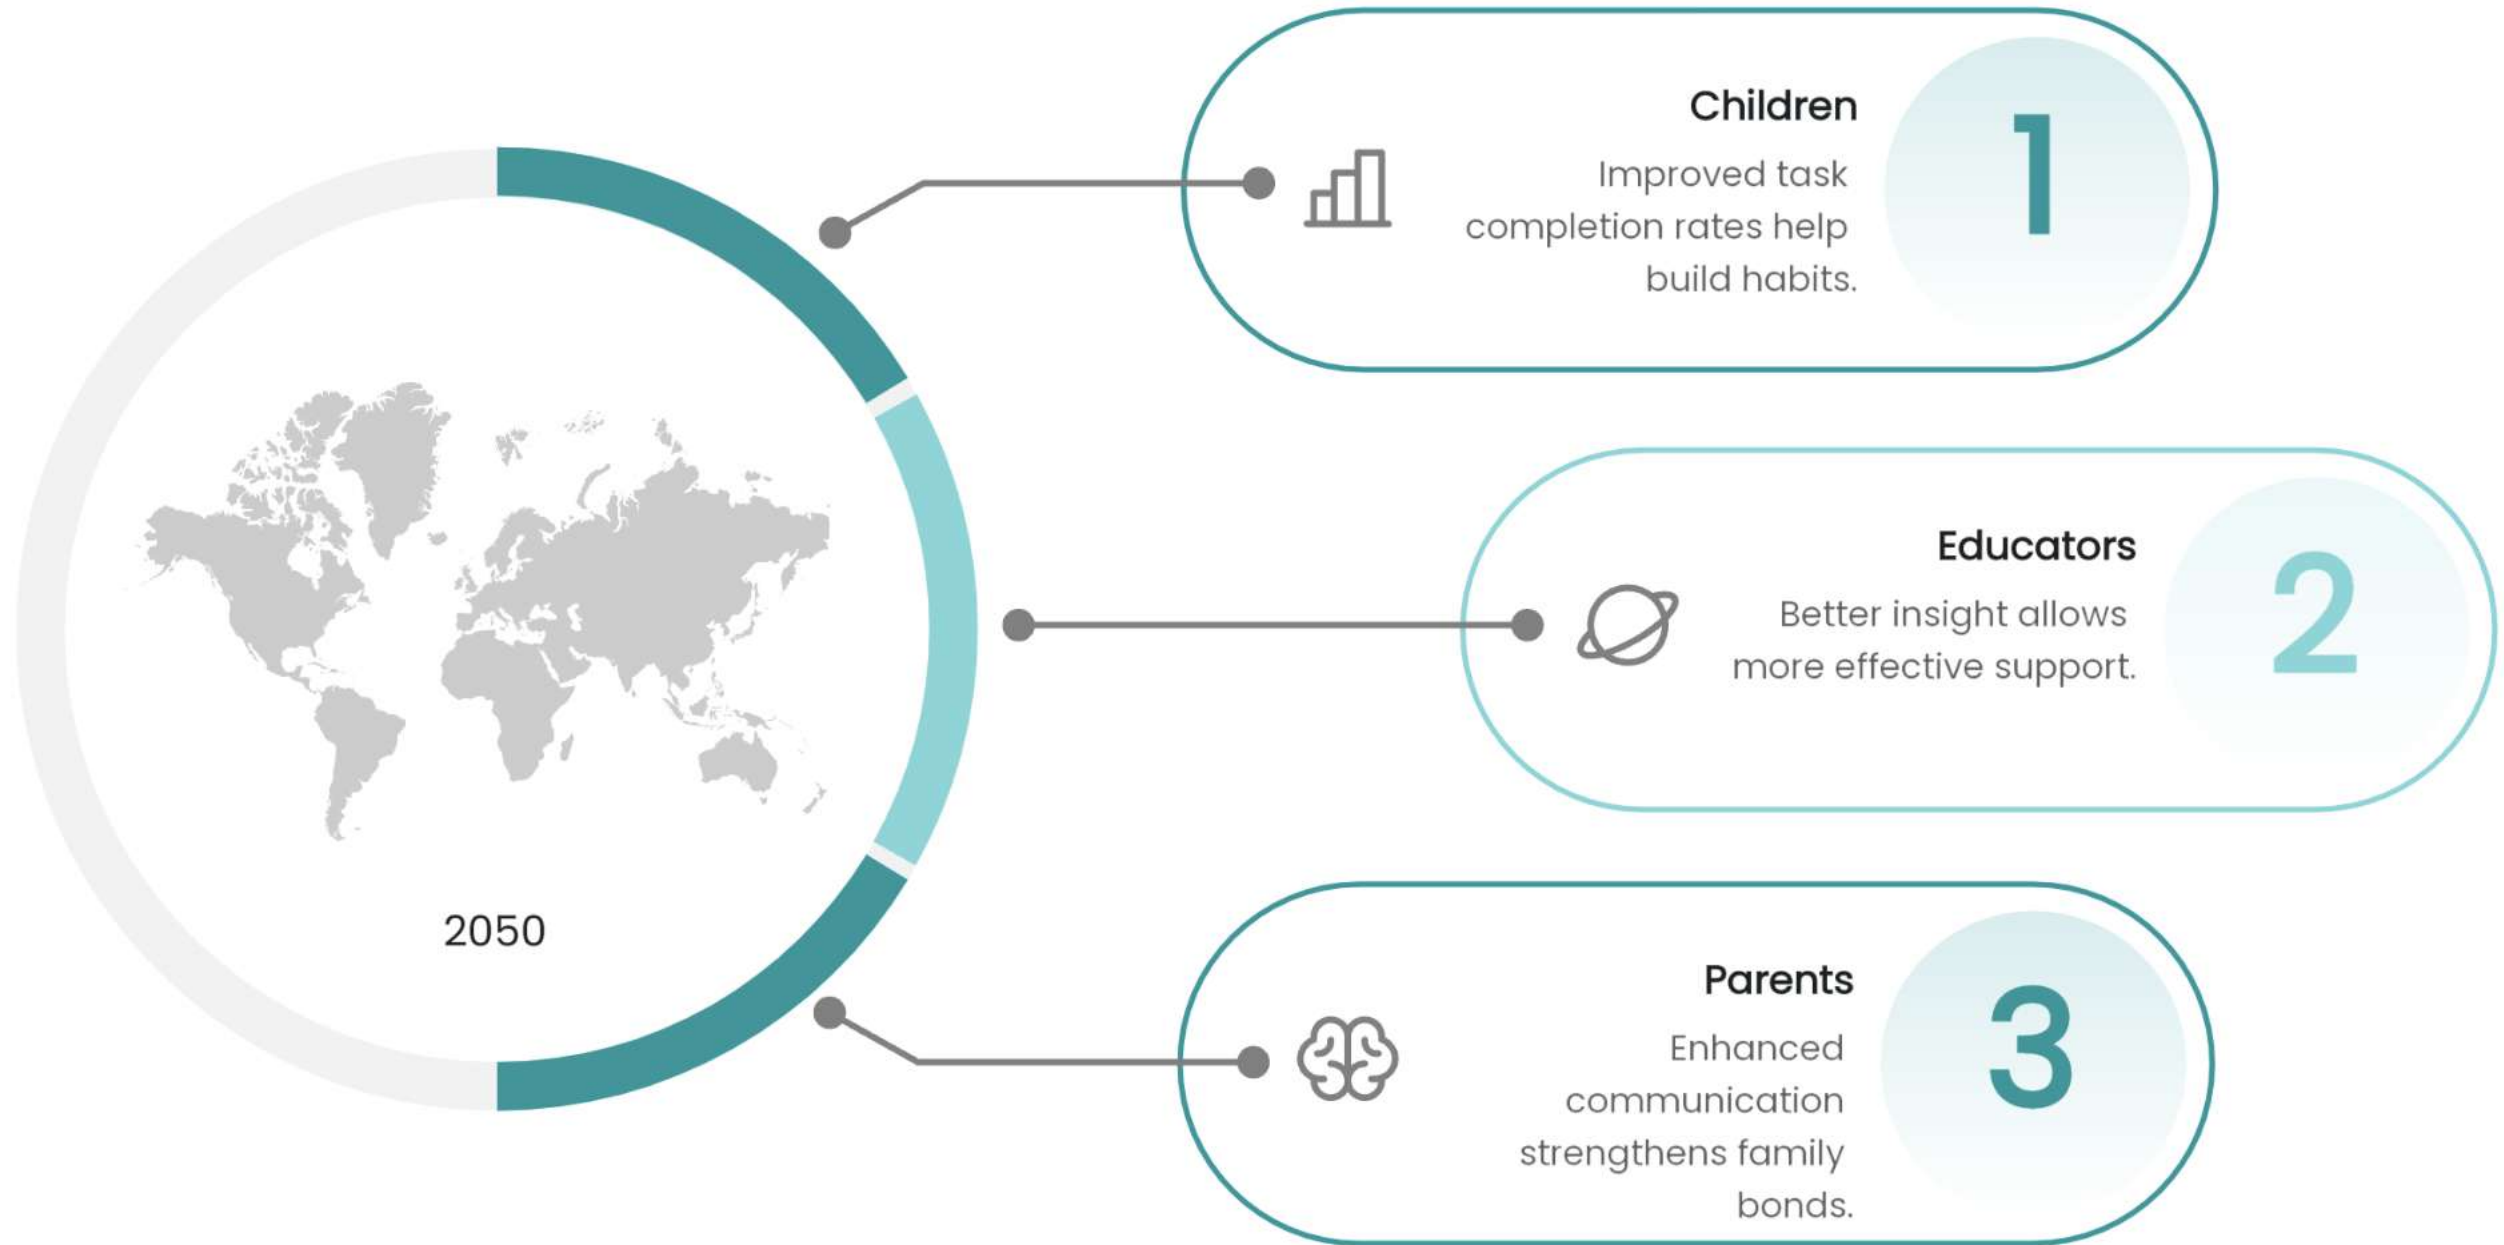 Children
Improved task
completion rates help
build habits.
1
Educators
Better insight allows
more effective support.
2
2050
Parents
Enhanced
communication
strengthens family
bonds.
3